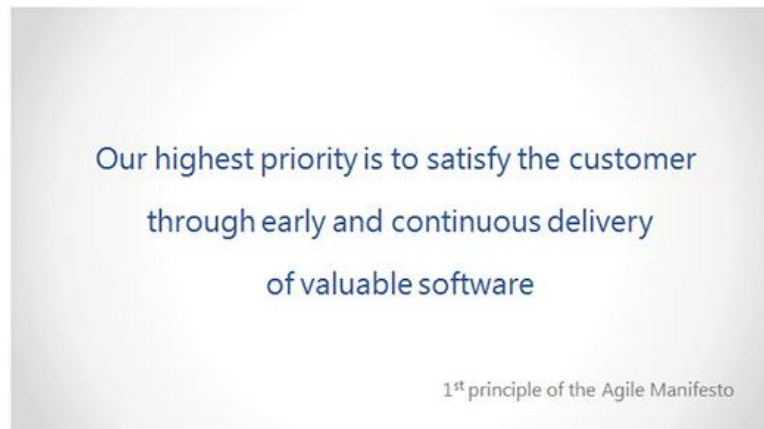 Our highest priority is to satisfy the customer
through early and continuous delivery
of valuable software
1st principle of the Agile Manifesto